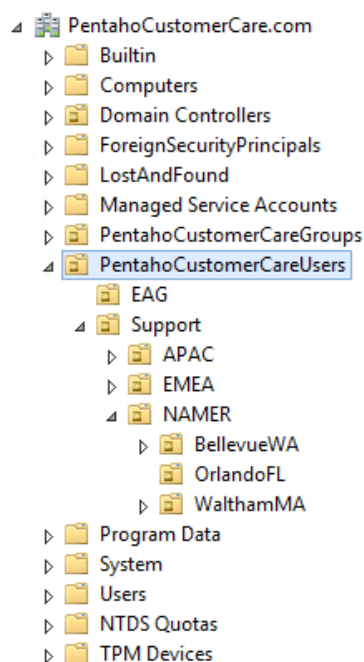 PentahoCustomerCare.com
Builtin
Computers
Domain Controllers
ForeignSecurityPrincipals
LostAndFound
Managed Service Accounts
PentahoCustomerCareGroups
PentahoCustomerCareUsers
EAG
Support
APAC
EMEA
NAMER
BellevueWA
OrlandoFL
WalthamMA
Program Data
System
Users
NTDS Quotas
TPM Devices